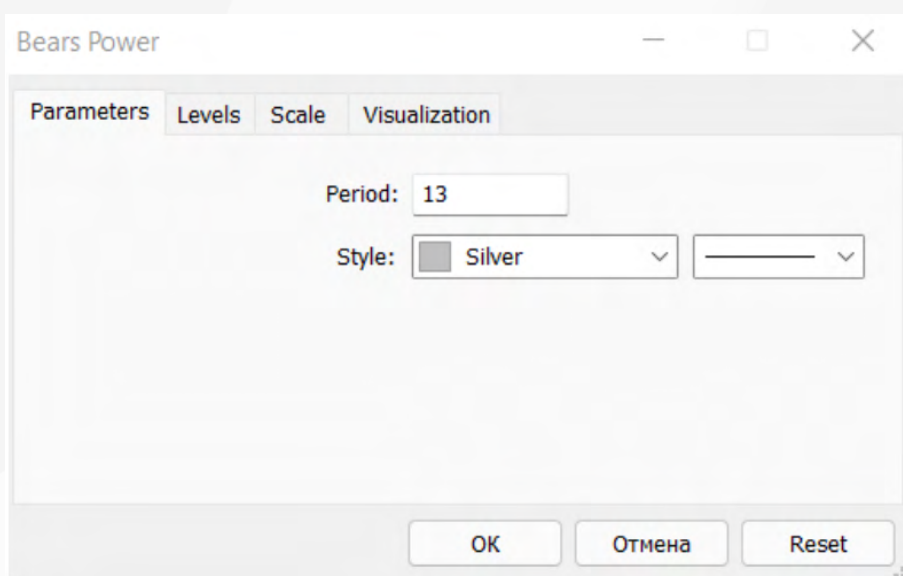 Bears Power
Parameters Levels Scale Visualization
Period: 13
Style: Silver
OK Отмена Reset